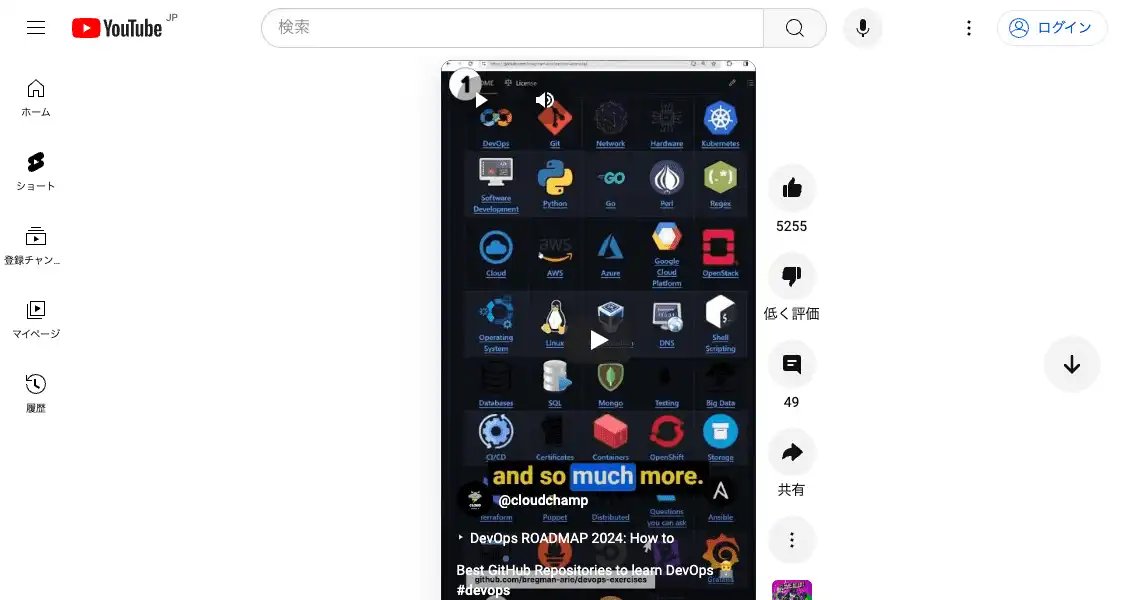 YouTube JP
検索
ログイン
ホーム
ショート
登録チャン...
マイページ
履歴
1
License
DevOps
Git
Network
Hardware
Kubernetes
Software
Development
Python
Go
Perl
Regex
Cloud
AWS
Azure
Google
Cloud
Platform
OpenStack
Operating
System
Linux
DNS
Shell
Scripting
Databases
SQL
Mongo
Testing
Big Data
CI/CD
Certificates
Containers
OpenShift
Storage
and so much more.
@cloudchamp
Terraform
Puppet
Distributed
Questions
you can ask
Ansible
DevOps ROADMAP 2024: How to
Best GitHub Repositories to learn DevOps
github.com/bregman-arie/devops-exercises
Grafana
#devops
5255
低く評価
49
共有